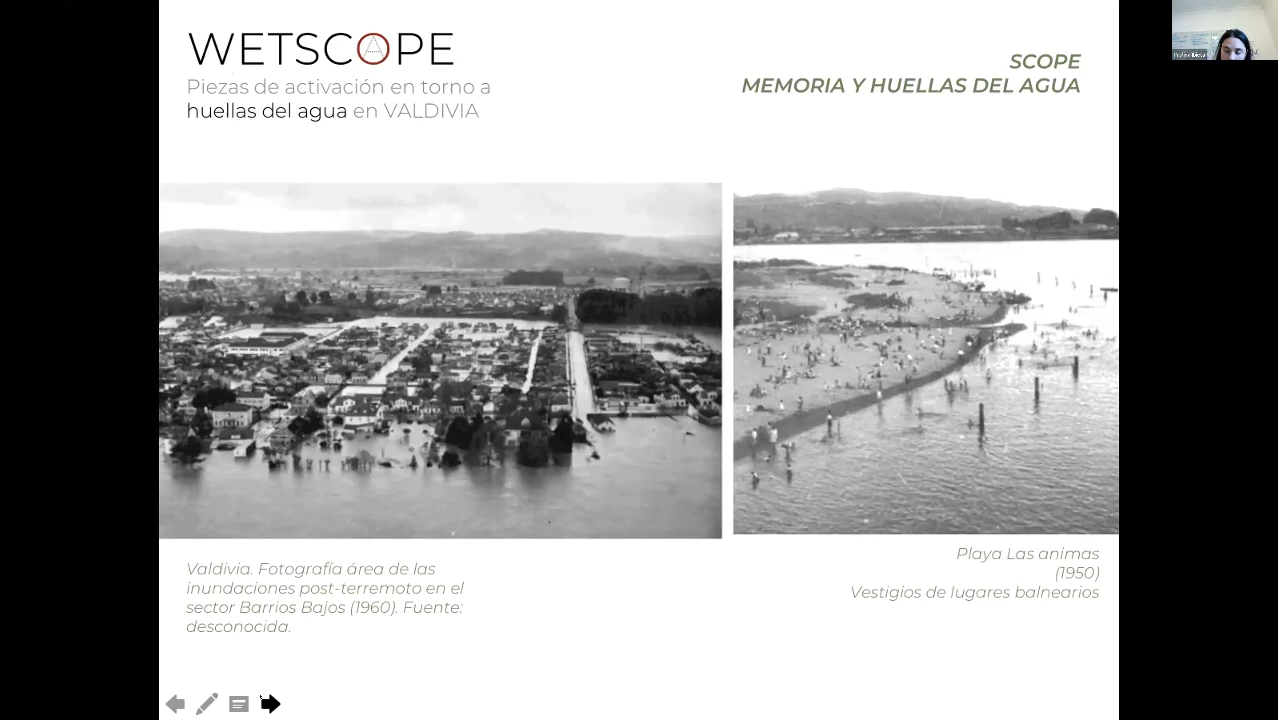 WETSCOPE
Piezas de activación en torno a
huellas del agua en VALDIVIA
SCOPE
MEMORIA Y HUELLAS DEL AGUA
Valdivia. Fotografía área de las
inundaciones post-terremoto en el
sector Barrios Bajos (1960). Fuente:
desconocida.
Playa Las animas
(1950)
Vestigios de lugares balnearios